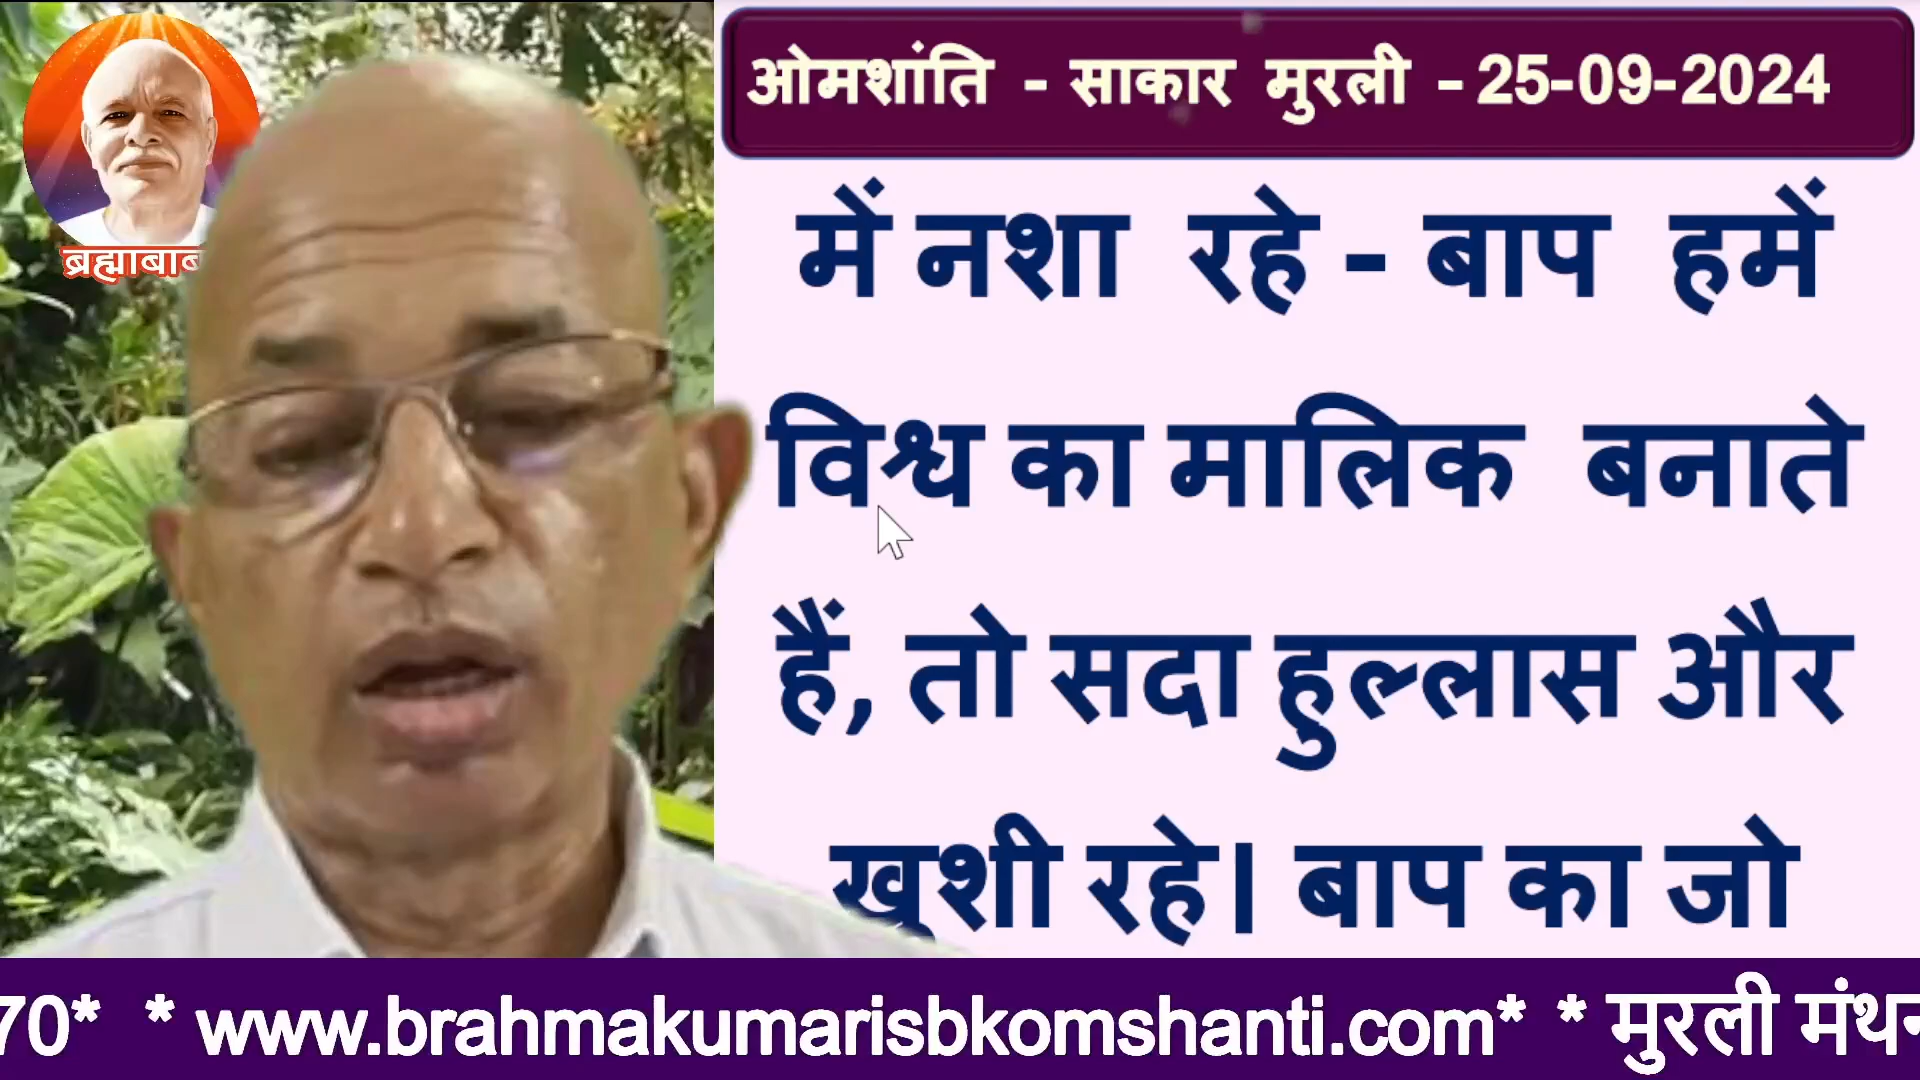 ओमशांति - साकार मुरली - 25-09-2024
में नशा रहे - बाप हमें
विश्व का मालिक बनाते
हैं, तो सदा हुल्लास और
खुशी रहे। बाप का जो
70* * www.brahmakumarisbkomshanti.com* * मुरली